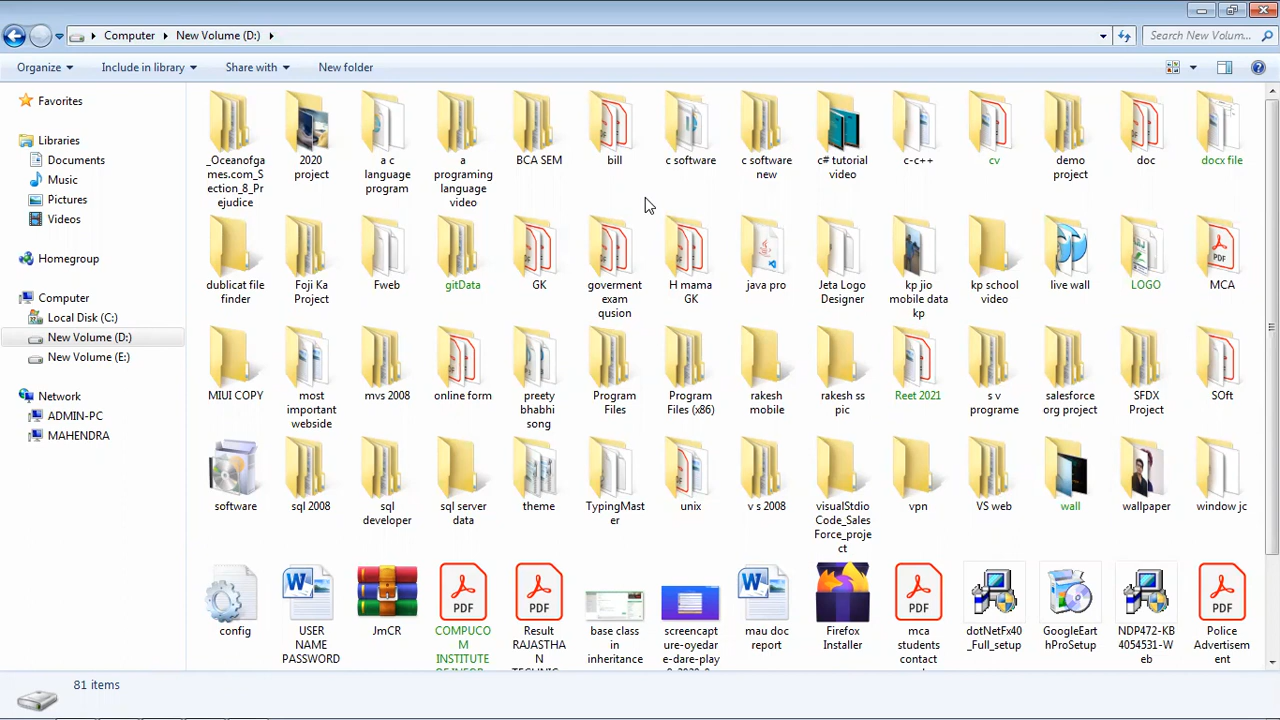 Computer
New Volume (D:)
Search New Volum...
Organize
Include in library
Share with
New folder
Favorites
Libraries
Documents
Music
Pictures
Videos
Homegroup
Computer
Local Disk (C:)
New Volume (D:)
New Volume (E:)
Network
ADMIN-PC
MAHENDRA
_Oceanofga
mes.com_Se
ction_8_Pr
ejudice
2020
project
a c
language
program
a
programing
language
video
BCA SEM
bill
c software
c software
new
c# tutorial
video
c-c++
cv
demo
project
doc
docx file
dublicat file
finder
Foji Ka
Project
Fweb
gitData
GK
goverment
exam
qusion
H mama
GK
java pro
Jeta Logo
Designer
kp jio
mobile data
kp
kp school
video
live wall
LOGO
MCA
MIUI COPY
most
important
webside
mvs 2008
online form
preety
bhabhi
song
Program
Files
Program
Files (x86)
rakesh
mobile
rakesh ss
pic
Reet 2021
s v
programe
salesforce
org project
SFDX
Project
SOft
software
sql 2008
sql
developer
sql server
data
theme
TypingMast
er
unix
v s 2008
visualStdio
Code_Sales
Force_proje
ct
vpn
VS web
wall
wallpaper
window jc
config
USER
NAME
PASSWORD
JmCR
PDF
COMPUCO
M
INSTITUTE
PDF
Result
RAJASTHA
N
base class
in
inheritance
screencapt
ure-oyedar
e-dare-play
mau doc
report
Firefox
Installer
PDF
mca
students
contact
dotNetFx40
_Full_setup
GoogleEart
hProSetup
NDP472-KB
4054531-W
eb
PDF
Police
Advertisem
ent
81 items